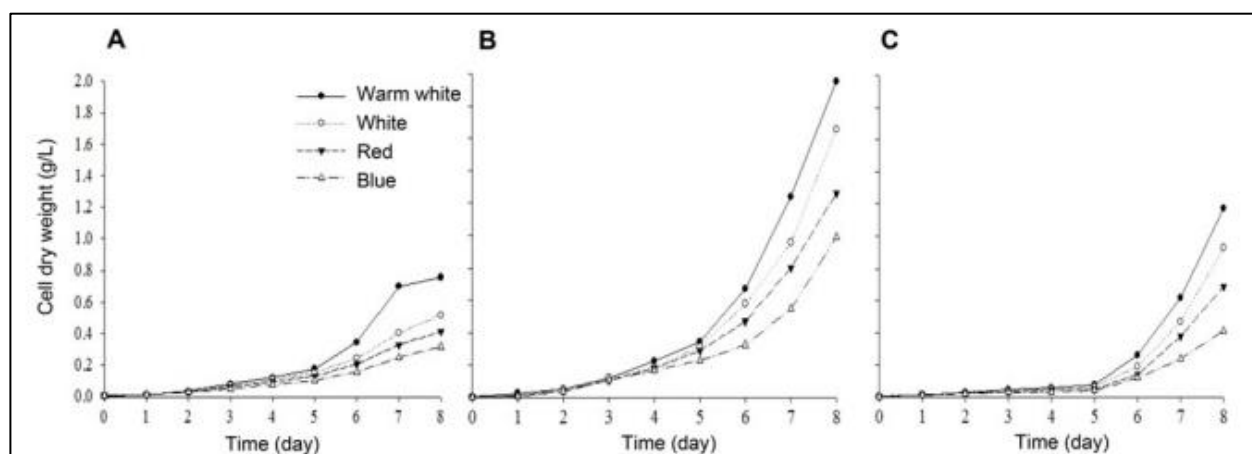 A
B
C
Cell dry weight (g/L)
2.0
1.8
1.6
1.4
1.2
1.0
0.8
0.6
0.4
0.2
0.0
Warm white
White
Red
Blue
0 1 2 3 4 5 6 7 8
0 1 2 3 4 5 6 7 8
0 1 2 3 4 5 6 7 8
Time (day)
Time (day)
Time (day)